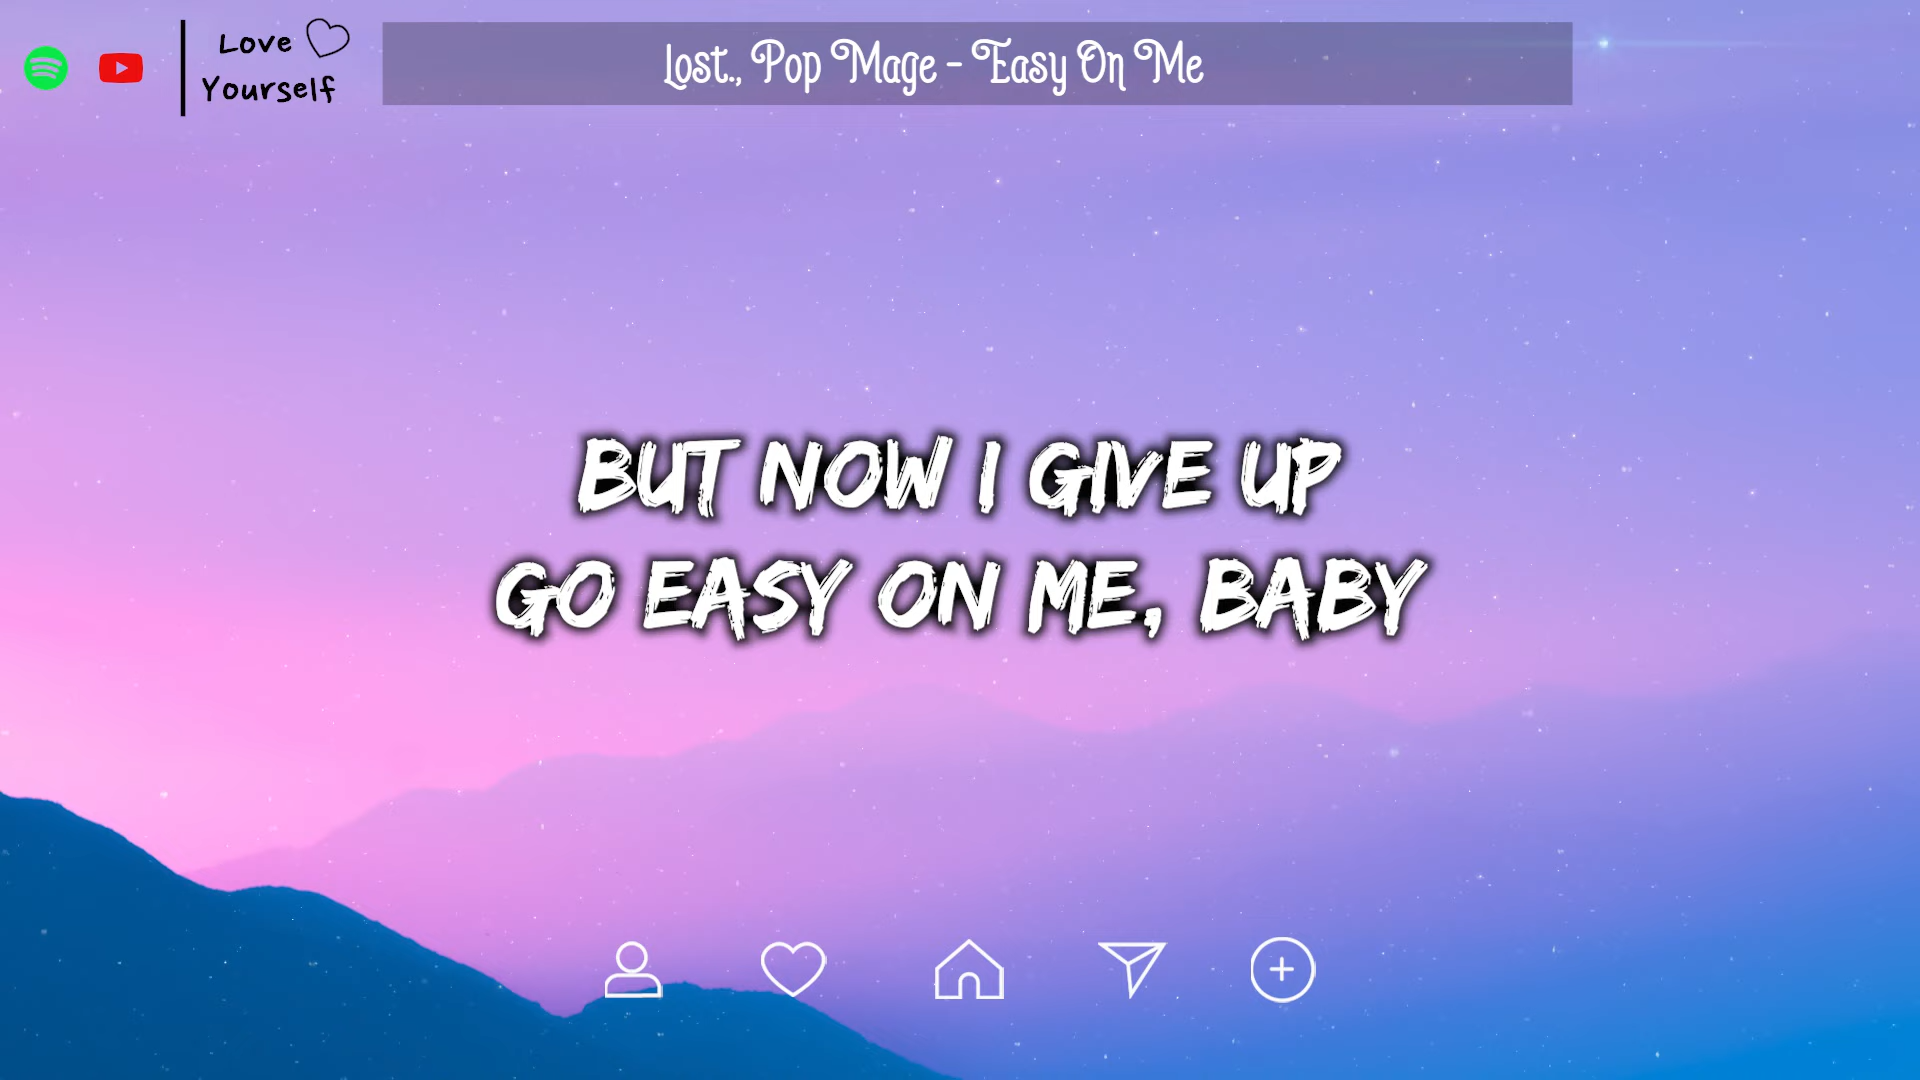 Love
Yourself
Lost., Pop Mage - Easy On Me
BUT NOW I GIVE UP
GO EASY ON ME, BABY